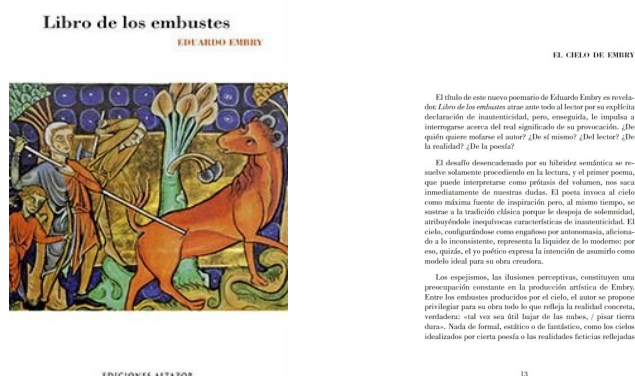 Libro de los embustes
EDUARDO EMBRY
EDICIONES ALTAZOR
EL CIELO DE EMBRY
El título de este nuevo poemario de Eduardo Embry es revela-
dor. Libro de los embustes atrae ante todo al lector por su explícita
declaración de inautenticidad, pero, enseguida, le impulsa a
interrogarse acerca del real significado de su provocación. ¿De
quién quiere mofarse el autor? ¿De sí mismo? ¿Del lector? ¿De
la realidad? ¿De la poesía?
El desafío desencadenado por su hibridez semántica se re-
suelve solamente procediendo en la lectura, y el primer poema,
que puede interpretarse como prótasis del volumen, nos saca
inmediatamente de nuestras dudas. El poeta invoca al cielo
como máxima fuente de inspiración pero, al mismo tiempo, se
sustrae a la tradición clásica porque le despoja de solemnidad,
atribuyéndole inequívocas características de inautenticidad. El
cielo, configurándose como engañoso por antonomasia, aficiona-
do a lo inconsistente, representa la liquidez de lo moderno: por
eso, quizás, el yo poético expresa la intención de asumirlo como
modelo ideal para su obra creadora.
Los espejismos, las ilusiones perceptivas, constituyen una
preocupación constante en la producción artística de Embry.
Entre los embustes producidos por el cielo, el autor se propone
privilegiar para su obra todo lo que refleja la realidad concreta,
verdadera: «tal vez sea útil bajar de las nubes, / pisar tierra
dura». Nada de formal, estático o de fantástico, como los cielos
idealizados por cierta poesía o las realidades ficticias reflejadas
13